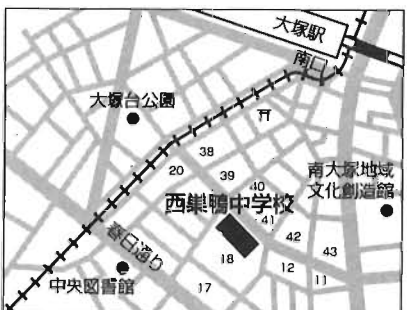 大塚駅
南口
大塚台公園
38
20
39
40
南大塚地域
文化創造館
西巣鴨中学校
41
42
43
18
12
11
春日通り
中央図書館
17